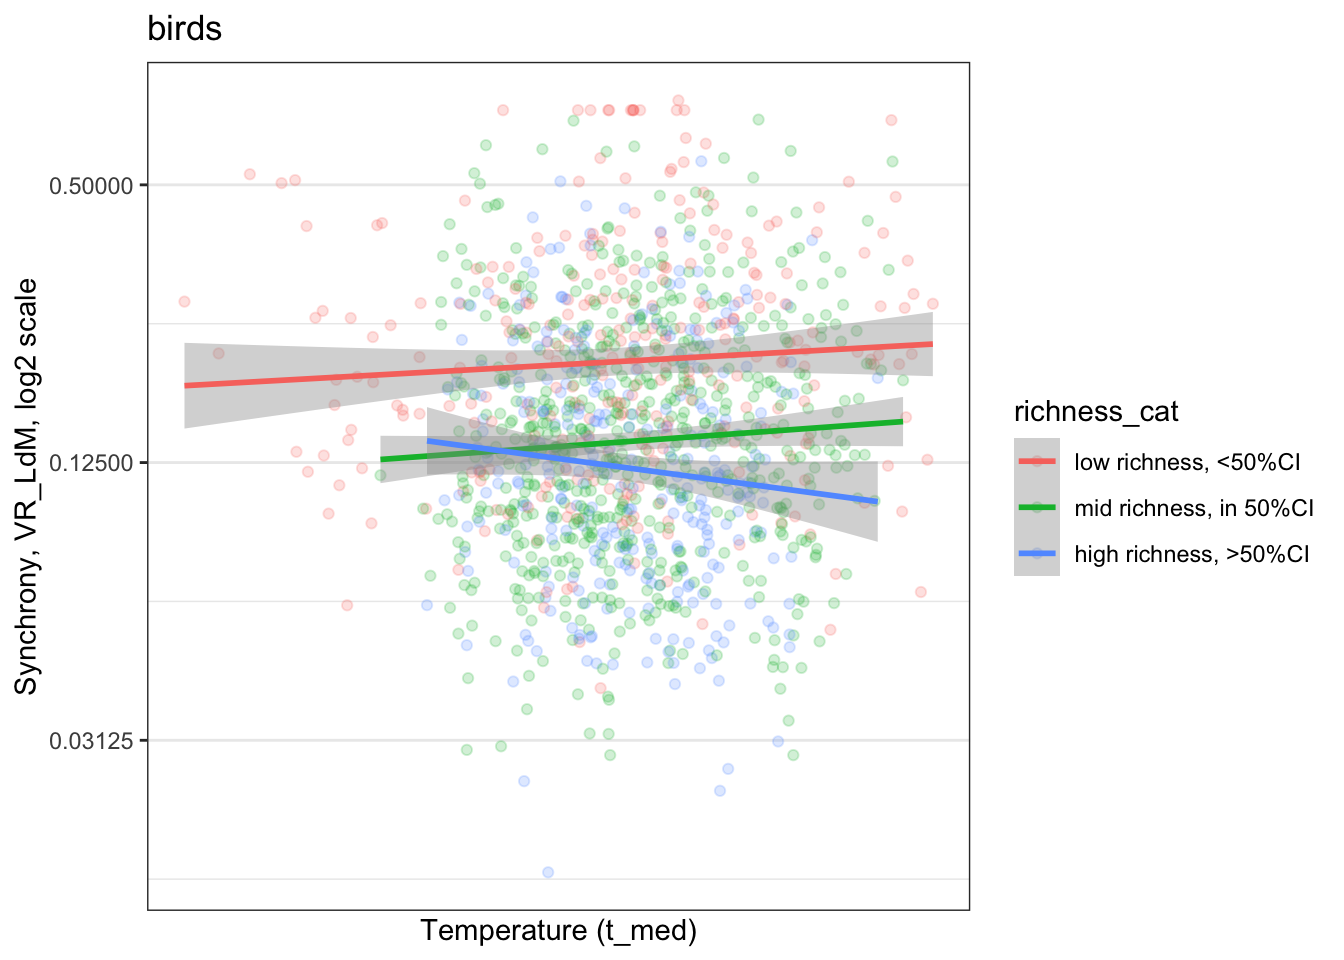 birds
Synchrony, VR_LdM, log2 scale
0.50000
0.12500
0.03125
Temperature (t_med)
richness_cat
low richness, <50%CI
mid richness, in 50%CI
high richness, >50%CI